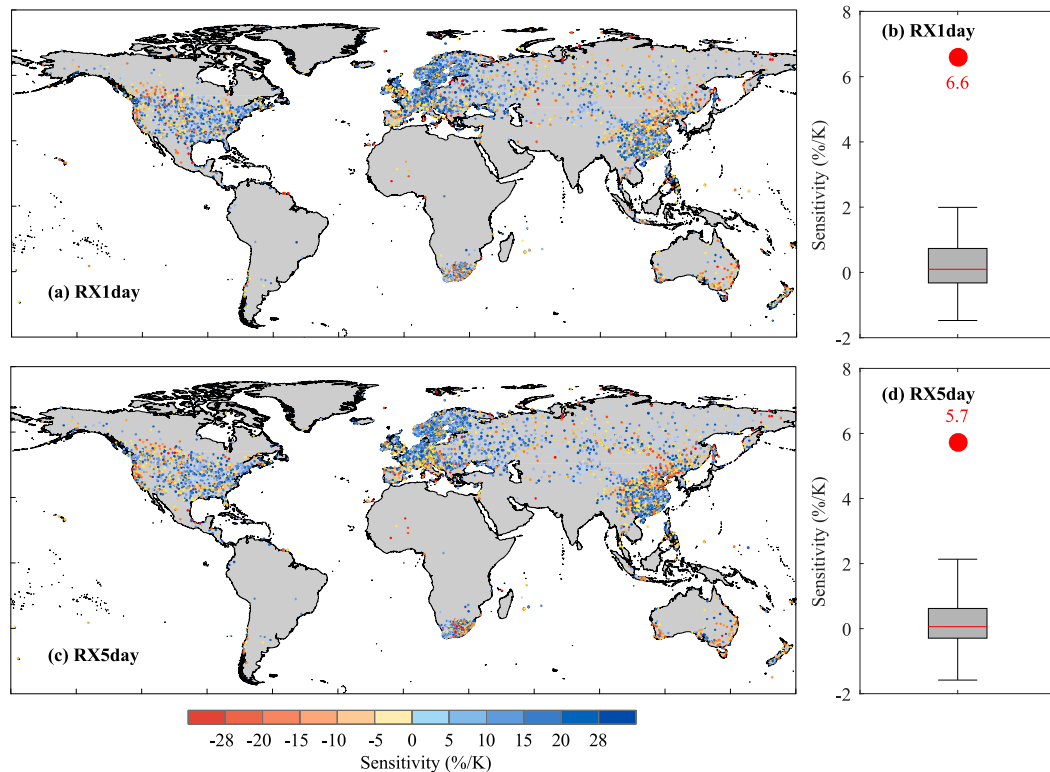 (a) RX1day
8
6
4
2
0
-2
Sensitivity (%/K)
(b) RX1day
6.6
(c) RX5day
8
6
4
2
0
-2
Sensitivity (%/K)
(d) RX5day
5.7
-28 -20 -15 -10 -5 0 5 10 15 20 28
Sensitivity (%/K)